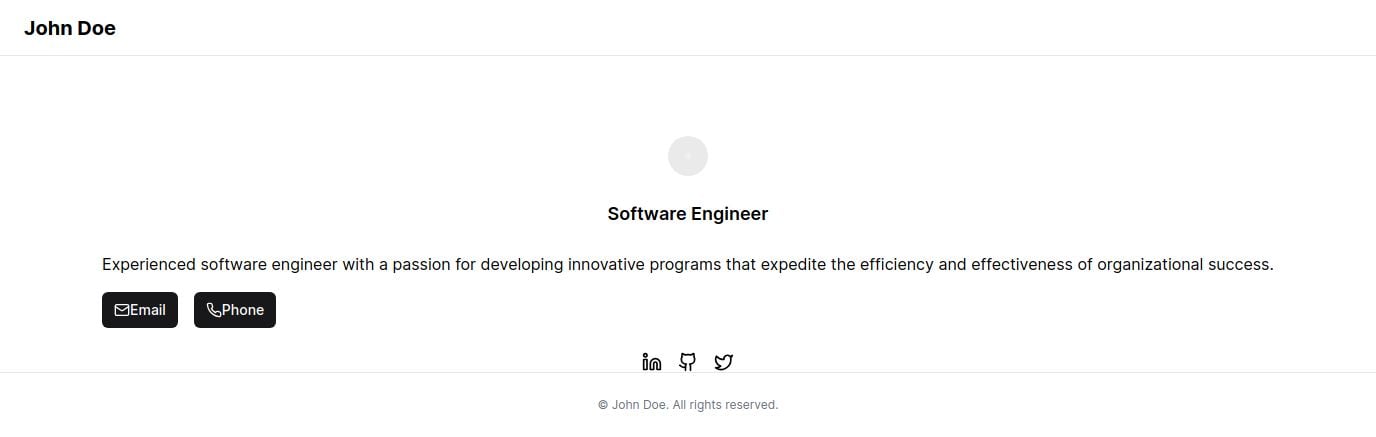 John Doe
Software Engineer
Experienced software engineer with a passion for developing innovative programs that expedite the efficiency and effectiveness of organizational success.
Email
Phone
© John Doe. All rights reserved.